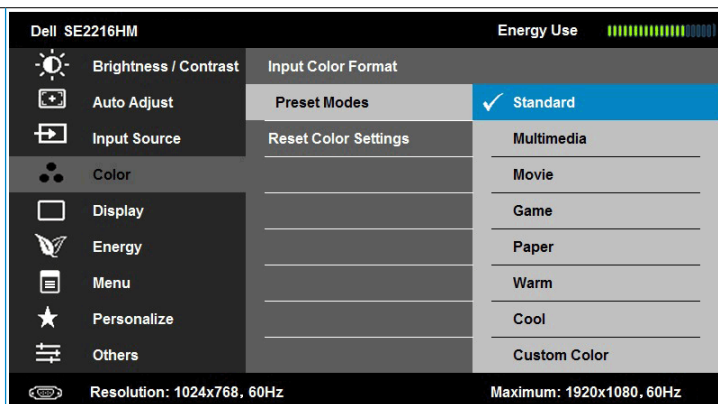 Dell SE2216HM Energy Use
Brightness / Contrast Input Color Format
Auto Adjust Preset Modes Standard
Input Source Reset Color Settings Multimedia
Color Movie
Display Game
Energy Paper
Menu Warm
Personalize Cool
Others Custom Color
Resolution: 1024x768, 60Hz Maximum: 1920x1080, 60Hz